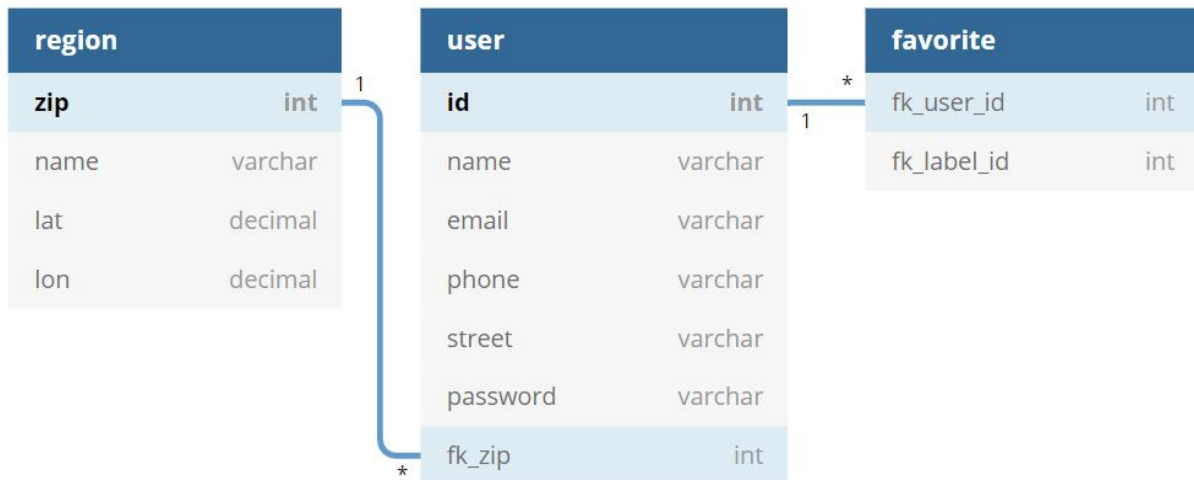 region
zip int
name varchar
lat decimal
lon decimal
1
*
user
id int
name varchar
email varchar
phone varchar
street varchar
password varchar
fk_zip int
1
*
favorite
fk_user_id int
fk_label_id int